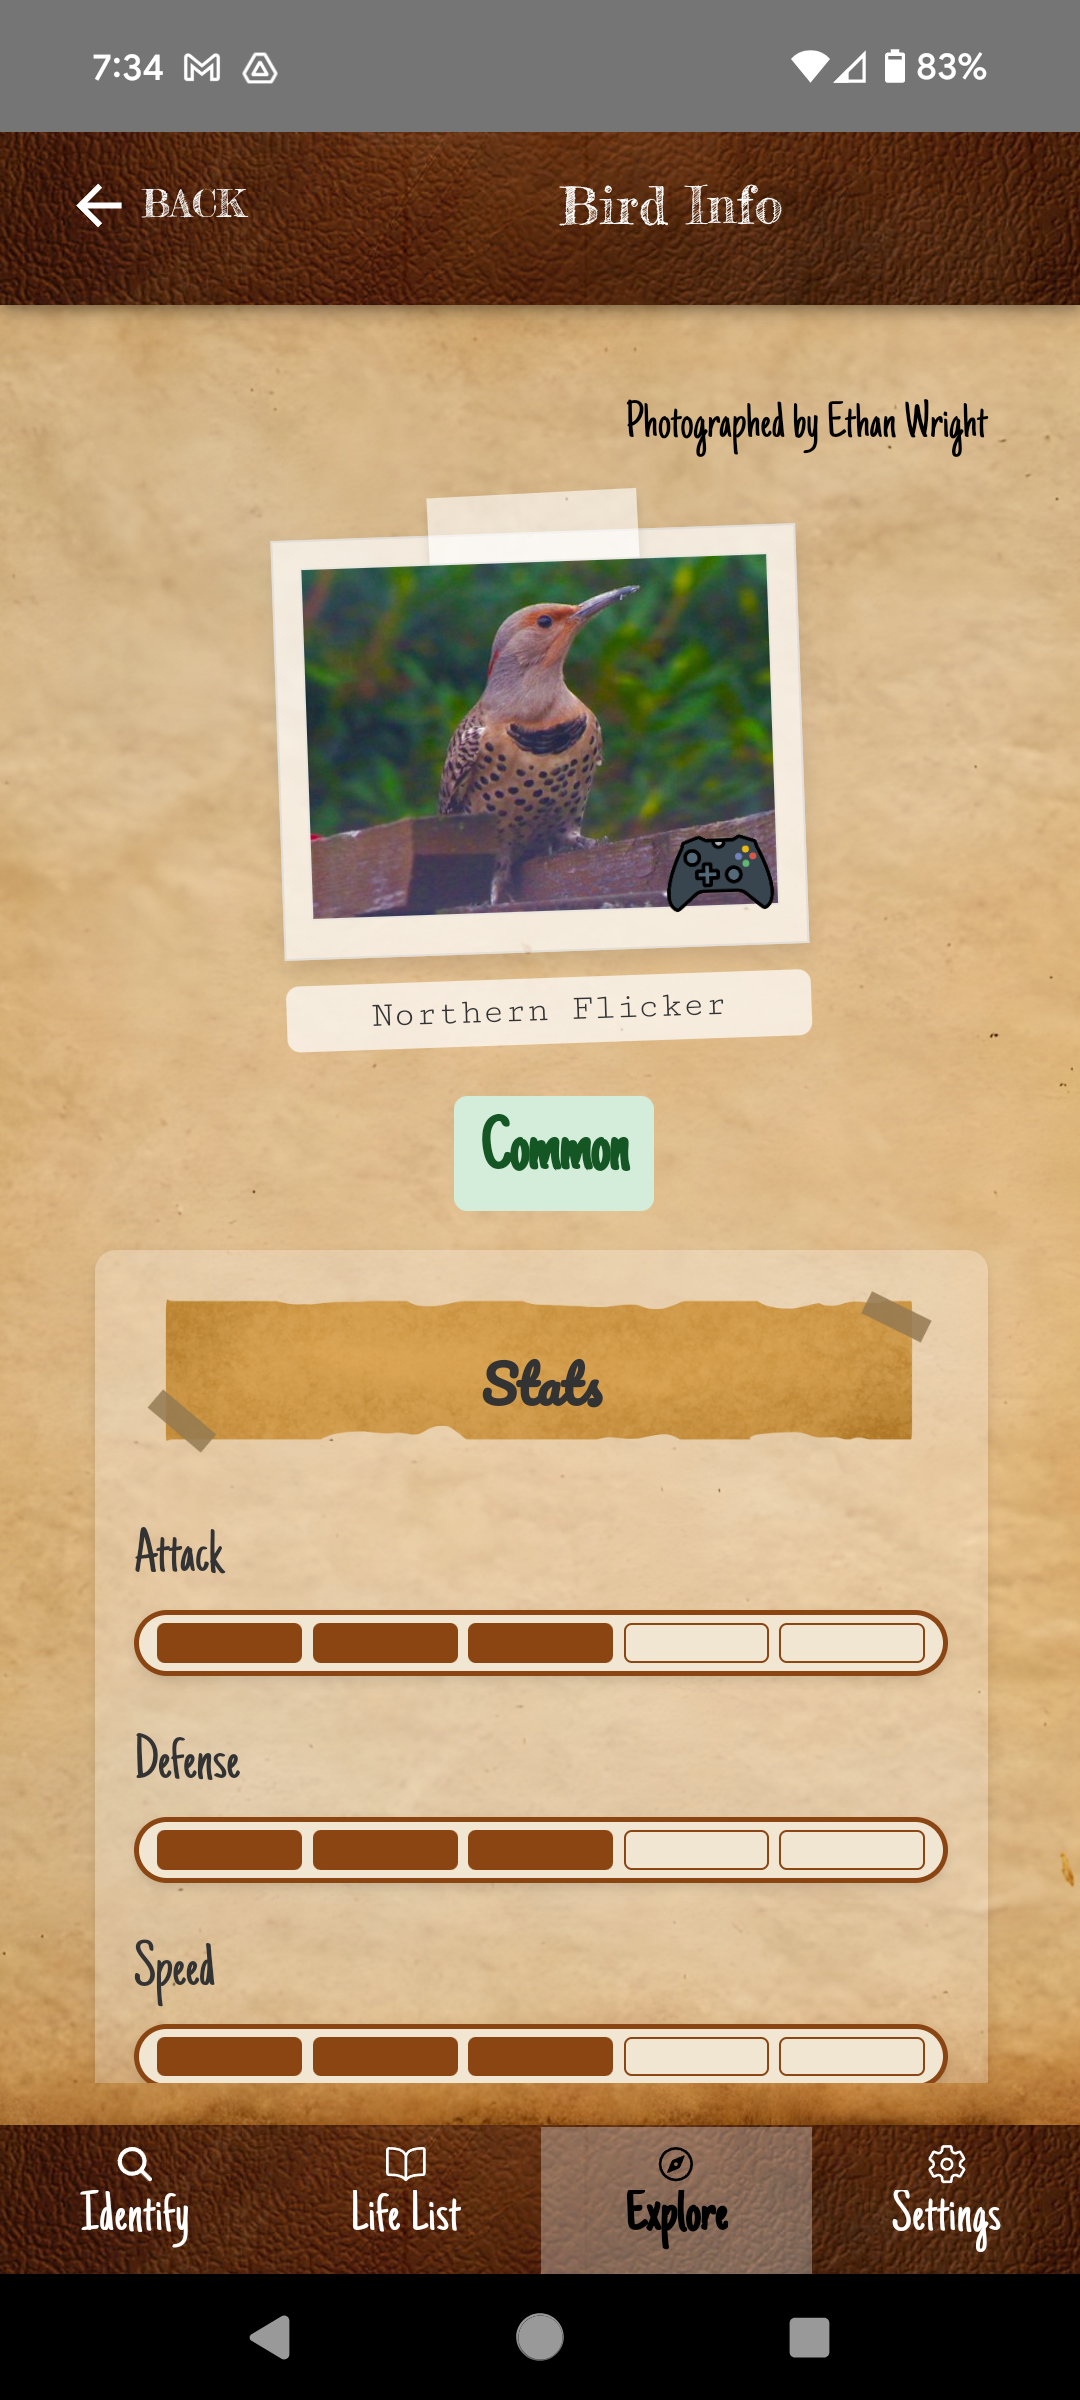 7:34 83%
BACK Bird Info
Photographed by Ethan Wright
Northern Flicker
Common
Stats
Attack
Defense
Speed
Identify Life List Explore Settings